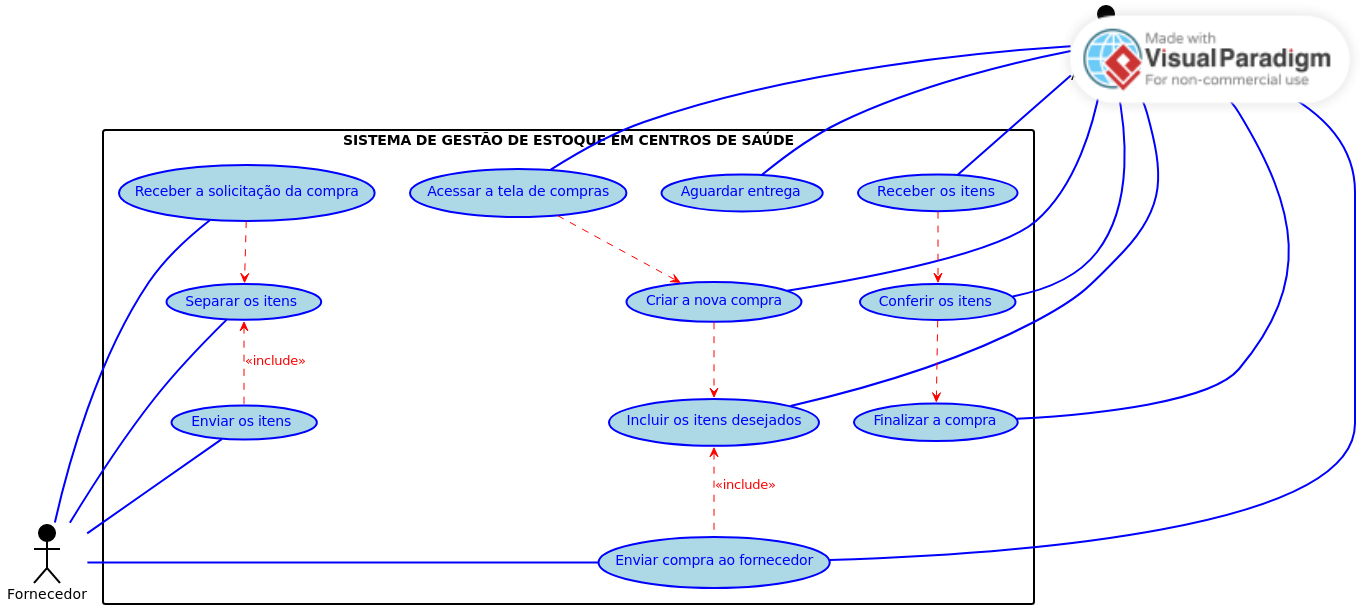 Made with
Visual Paradigm
For non-commercial use
SISTEMA DE GESTÃO DE ESTOQUE EM CENTROS DE SAÚDE
Receber a solicitação da compra
Acessar a tela de compras
Aguardar entrega
Receber os itens
Separar os itens
Criar a nova compra
Conferir os itens
«include»
Enviar os itens
Incluir os itens desejados
Finalizar a compra
«include»
Enviar compra ao fornecedor
Fornecedor